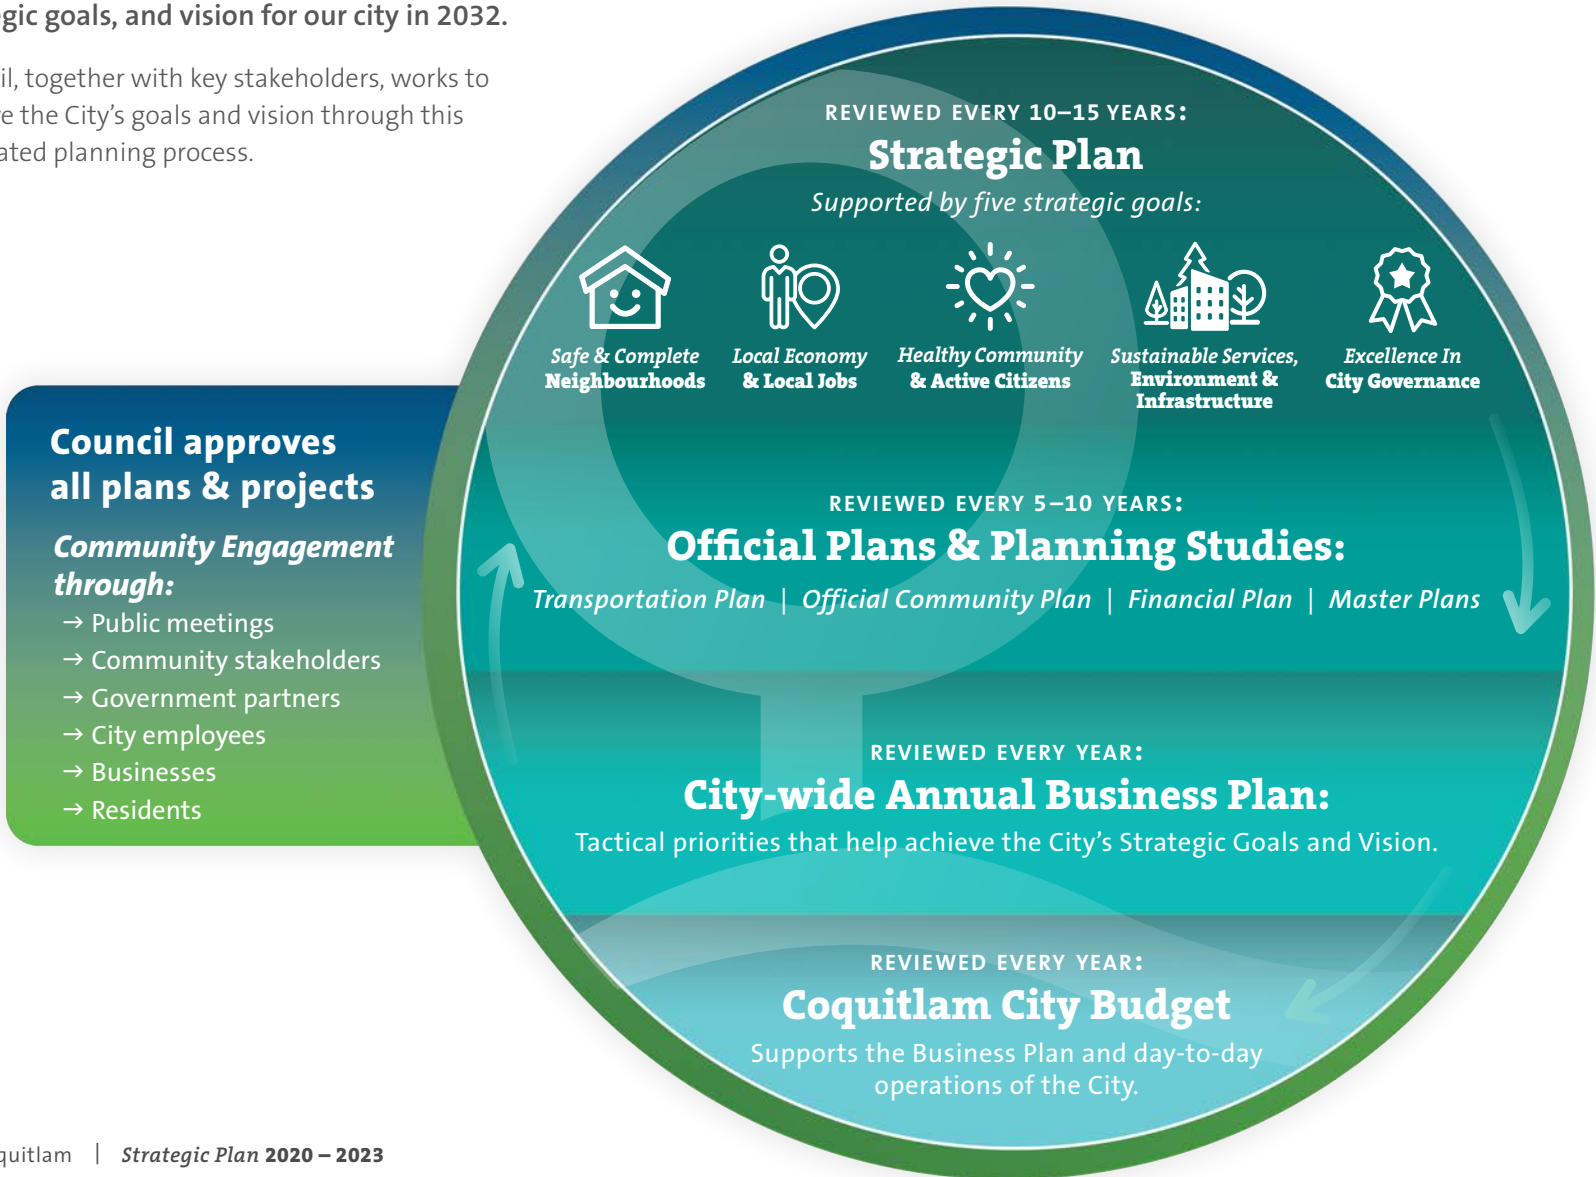 egic goals, and vision for our city in 2032.
il, together with key stakeholders, works to
e the City's goals and vision through this
ated planning process.
REVIEWED EVERY 10–15 YEARS:
Strategic Plan
Supported by five strategic goals:
Safe & Complete
Neighbourhoods
Local Economy
& Local Jobs
Healthy Community
& Active Citizens
Sustainable Services,
Environment &
Infrastructure
Excellence In
City Governance
Council approves
all plans & projects
Community Engagement
through:
→ Public meetings
→ Community stakeholders
→ Government partners
→ City employees
→ Businesses
→ Residents
REVIEWED EVERY 5–10 YEARS:
Official Plans & Planning Studies:
Transportation Plan | Official Community Plan | Financial Plan | Master Plans
REVIEWED EVERY YEAR:
City-wide Annual Business Plan:
Tactical priorities that help achieve the City's Strategic Goals and Vision.
REVIEWED EVERY YEAR:
Coquitlam City Budget
Supports the Business Plan and day-to-day
operations of the City.
quitlam | Strategic Plan 2020 – 2023